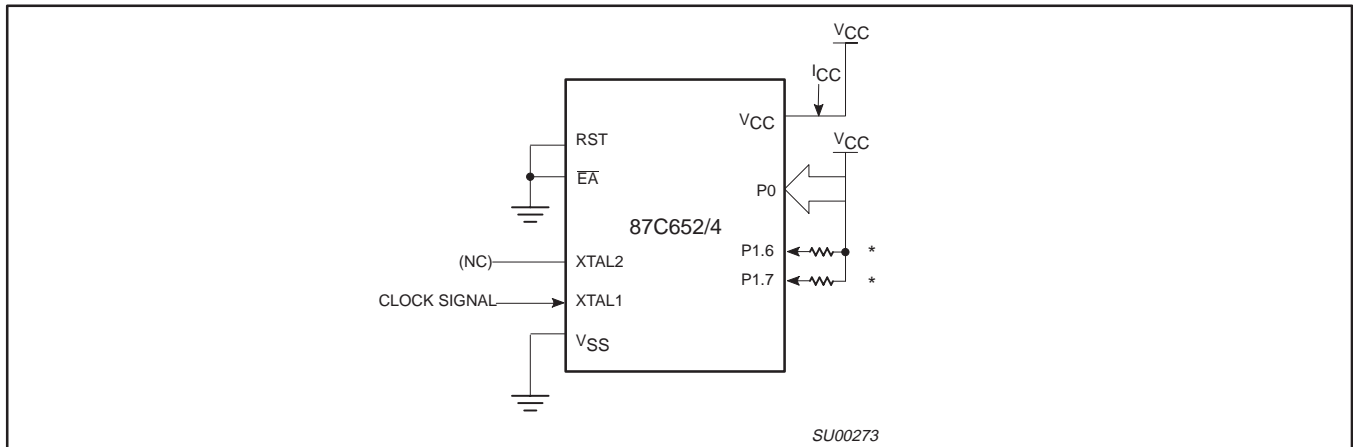 VCC
ICC
VCC
RST
VCC
EA
P0
87C652/4
P1.6 *
(NC) XTAL2
P1.7 *
CLOCK SIGNAL XTAL1
VSS
SU00273